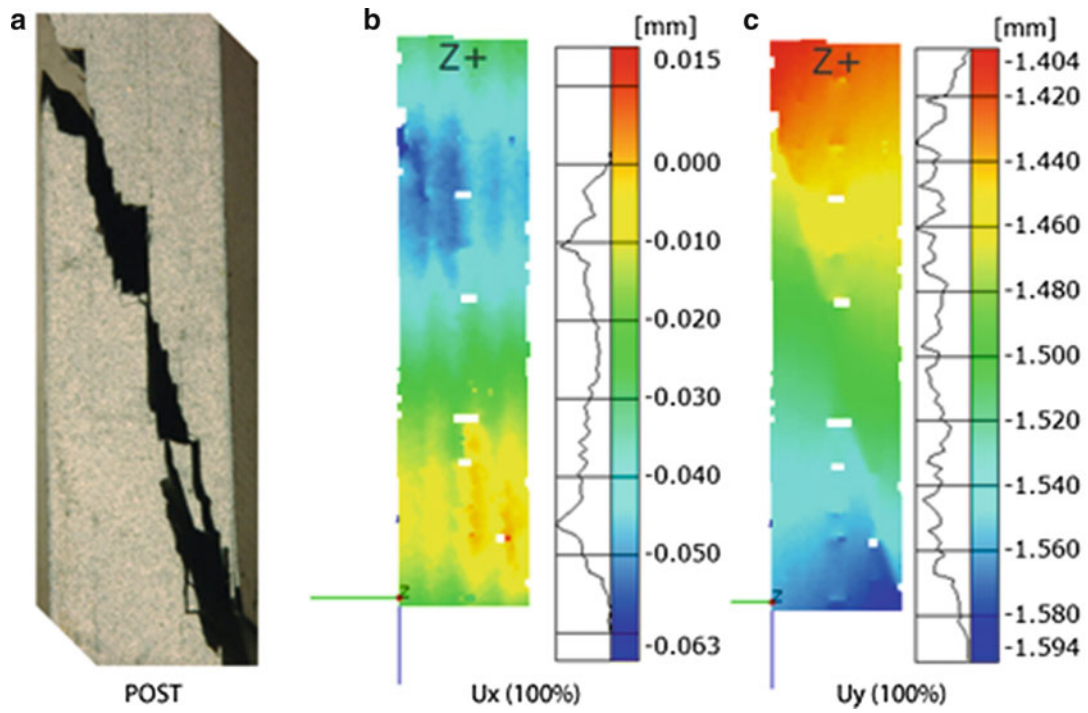 a
POST
b
[mm]
Z+
0.015
0.000
-0.010
-0.020
-0.030
-0.040
-0.050
-0.063
z
Ux (100%)
c
[mm]
Z+
-1.404
-1.420
-1.440
-1.460
-1.480
-1.500
-1.520
-1.540
-1.560
-1.580
-1.594
z
Uy (100%)